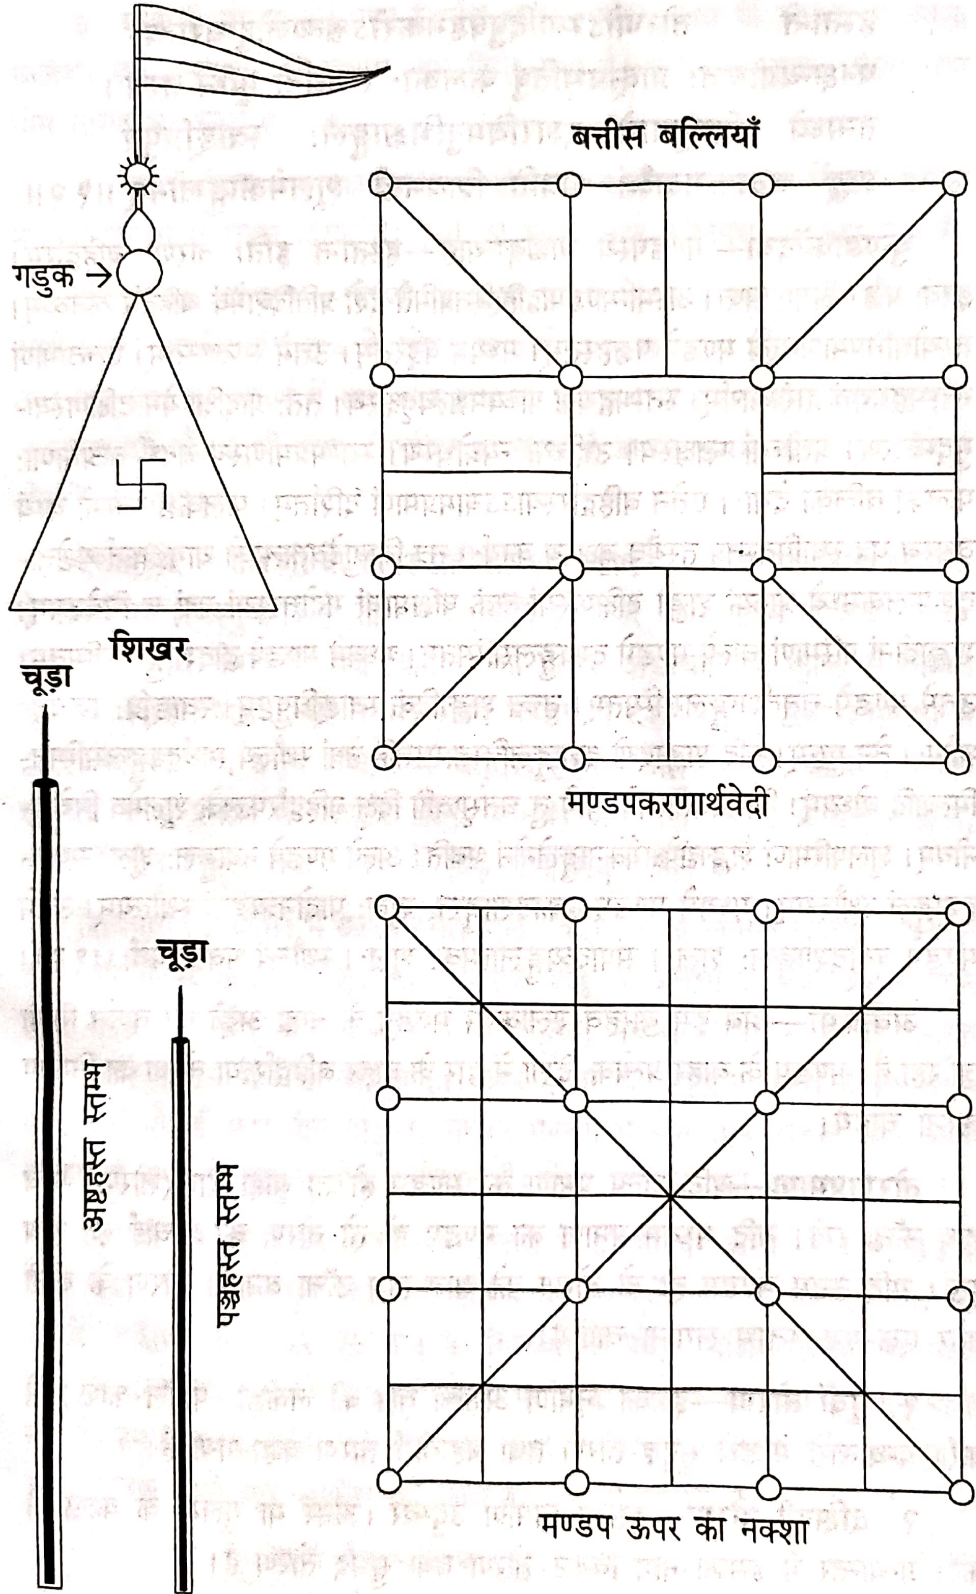 बत्तीस बल्लियाँ
गडुक
शिखर
चूड़ा
मण्डपकरणार्थवेदी
चूड़ा
अष्टहस्त स्तम्भ
पञ्चहस्त स्तम्भ
मण्डप ऊपर का नक्शा